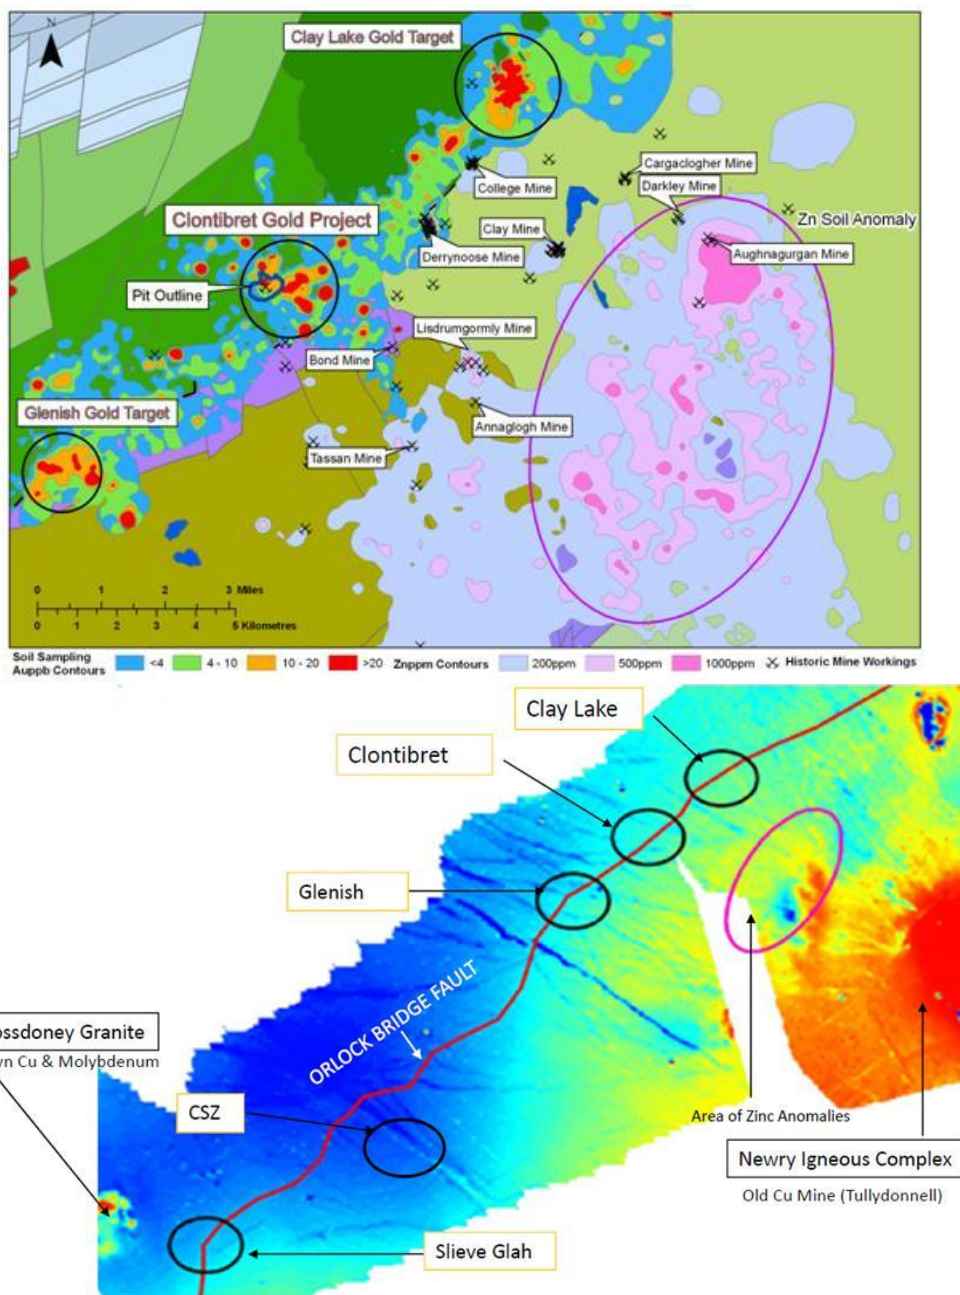 N
Clay Lake Gold Target
College Mine
Cargaclogher Mine
Darkley Mine
Clontibret Gold Project
Clay Mine
Zn Soil Anomaly
Derrynoose Mine
Aughnagurgan Mine
Pit Outline
Lisdrumgormly Mine
Bond Mine
Glenish Gold Target
Annaglogh Mine
Tassan Mine
0 1 2 3 Miles
0 1 2 3 4 5 Kilometres
Soil Sampling
Auppb Contours
<4
4 - 10
10 - 20
>20
Znppm Contours
200ppm
500ppm
1000ppm
Historic Mine Workings
Clay Lake
Clontibret
Glenish
ORLOCK BRIDGE FAULT
ossdoney Granite
wn Cu & Molybdenum
CSZ
Area of Zinc Anomalies
Newry Igneous Complex
Old Cu Mine (Tullydonnell)
Slieve Glah